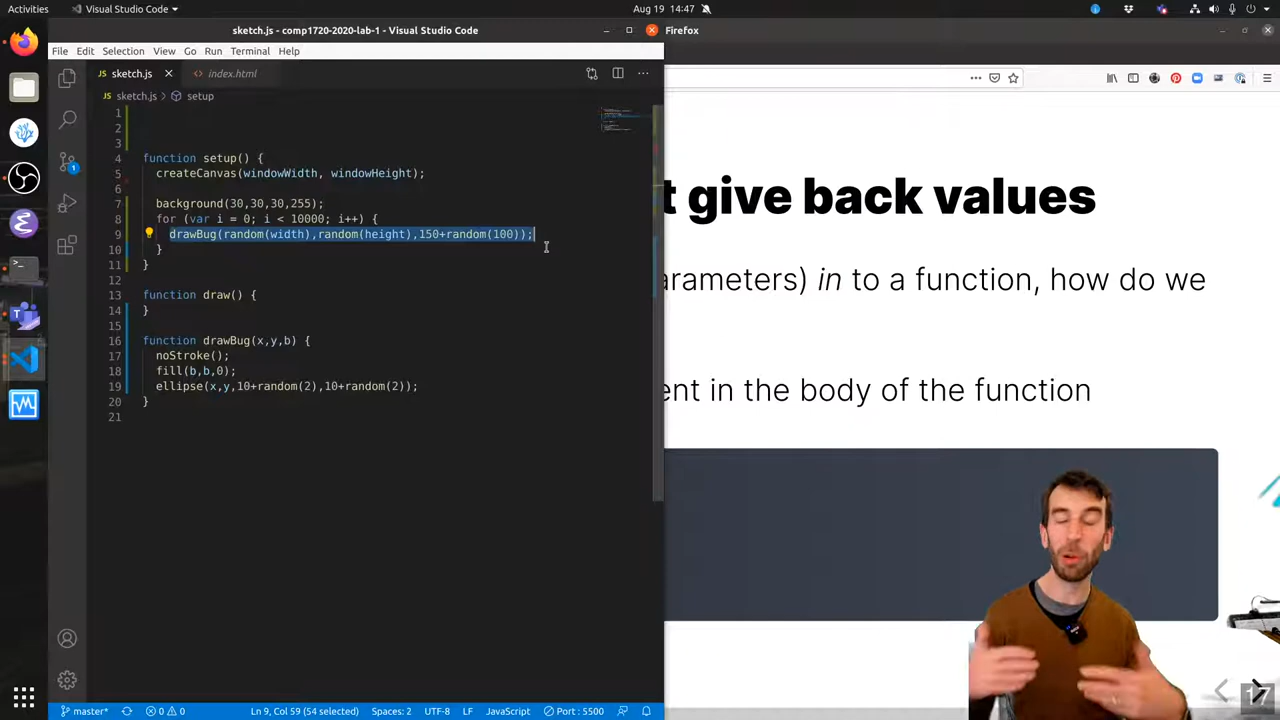 Activities
Visual Studio Code
Aug 19 14:47
sketch.js - comp1720-2020-lab-1 - Visual Studio Code
Firefox
File Edit Selection View Go Run Terminal Help
sketch.js
index.html
sketch.js > setup
1
2
3
4 function setup() {
5 createCanvas(windowWidth, windowHeight);
6
7 background(30,30,30,255);
8 for (var i = 0; i < 10000; i++) {
9 drawBug(random(width),random(height),150+random(100));
10 }
11 }
12
13 function draw() {
14 }
15
16 function drawBug(x,y,b) {
17 noStroke();
18 fill(b,b,0);
19 ellipse(x,y,10+random(2),10+random(2));
20 }
21
t give back values
arameters) in to a function, how do we
ent in the body of the function
1
17
master*
0 0
Ln 9, Col 59 (54 selected)
Spaces: 2
UTF-8
LF
JavaScript
Port : 5500